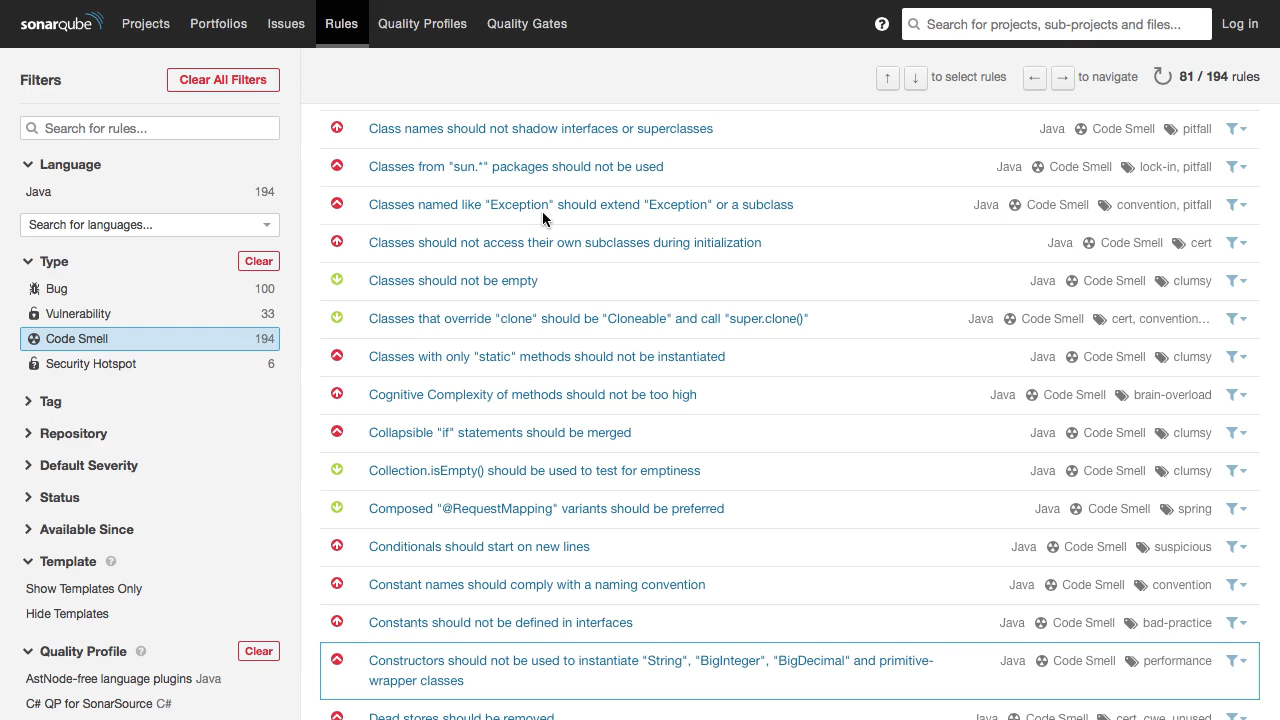 sonarqube Projects Portfolios Issues Rules Quality Profiles Quality Gates ? Search for projects, sub-projects and files... Log in
Filters Clear All Filters
↑ ↓ to select rules ← → to navigate 81 / 194 rules
Search for rules...
Language
Java 194
Search for languages...
Type Clear
Bug 100
Vulnerability 33
Code Smell 194
Security Hotspot 6
Tag
Repository
Default Severity
Status
Available Since
Template ?
Show Templates Only
Hide Templates
Quality Profile ? Clear
AstNode-free language plugins Java
C# QP for SonarSource C#
Class names should not shadow interfaces or superclasses Java Code Smell pitfall
Classes from "sun.*" packages should not be used Java Code Smell lock-in, pitfall
Classes named like "Exception" should extend "Exception" or a subclass Java Code Smell convention, pitfall
Classes should not access their own subclasses during initialization Java Code Smell cert
Classes should not be empty Java Code Smell clumsy
Classes that override "clone" should be "Cloneable" and call "super.clone()" Java Code Smell cert, convention...
Classes with only "static" methods should not be instantiated Java Code Smell clumsy
Cognitive Complexity of methods should not be too high Java Code Smell brain-overload
Collapsible "if" statements should be merged Java Code Smell clumsy
Collection.isEmpty() should be used to test for emptiness Java Code Smell clumsy
Composed "@RequestMapping" variants should be preferred Java Code Smell spring
Conditionals should start on new lines Java Code Smell suspicious
Constant names should comply with a naming convention Java Code Smell convention
Constants should not be defined in interfaces Java Code Smell bad-practice
Constructors should not be used to instantiate "String", "BigInteger", "BigDecimal" and primitive- Java Code Smell performance
wrapper classes
Dead stores should be removed Java Code Smell cert, cwe, unused